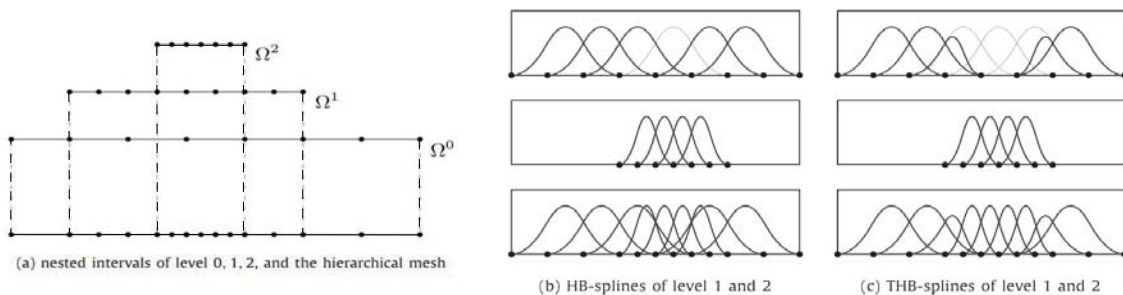 Ω²
Ω¹
Ω⁰
(a) nested intervals of level 0, 1, 2, and the hierarchical mesh
(b) HB-splines of level 1 and 2
(c) THB-splines of level 1 and 2